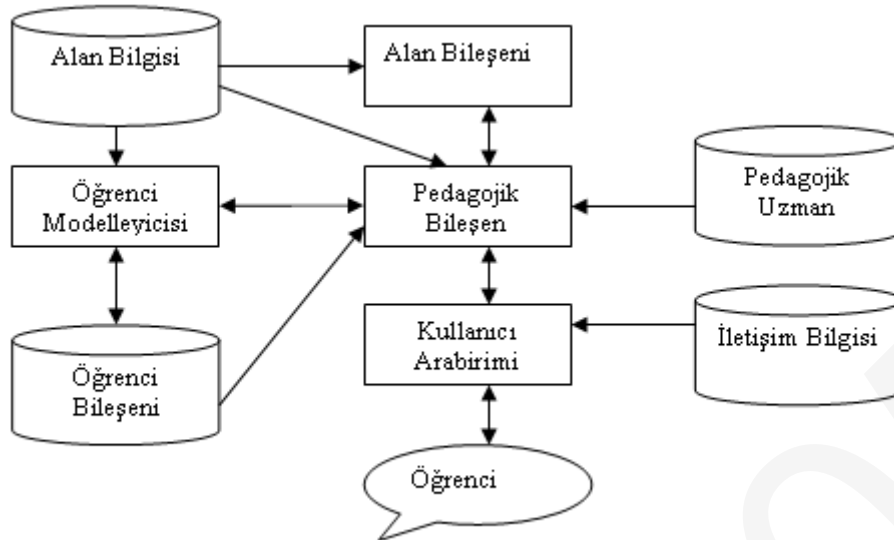 Alan Bilgisi
Alan Bileşeni
Öğrenci
Modelleyicisi
Pedagojik
Bileşen
Pedagojik
Uzman
Öğrenci
Bileşeni
Kullanıcı
Arabirimi
İletişim Bilgisi
Öğrenci